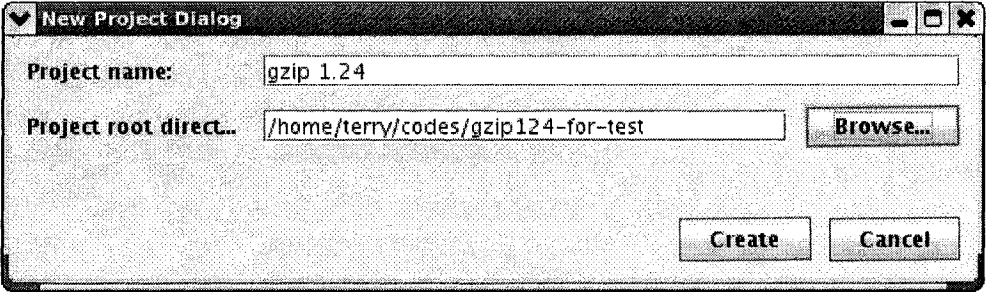 New Project Dialog
Project name: gzip 1.24
Project root direct... /home/terry/codes/gzip124-for-test Browse...
Create Cancel